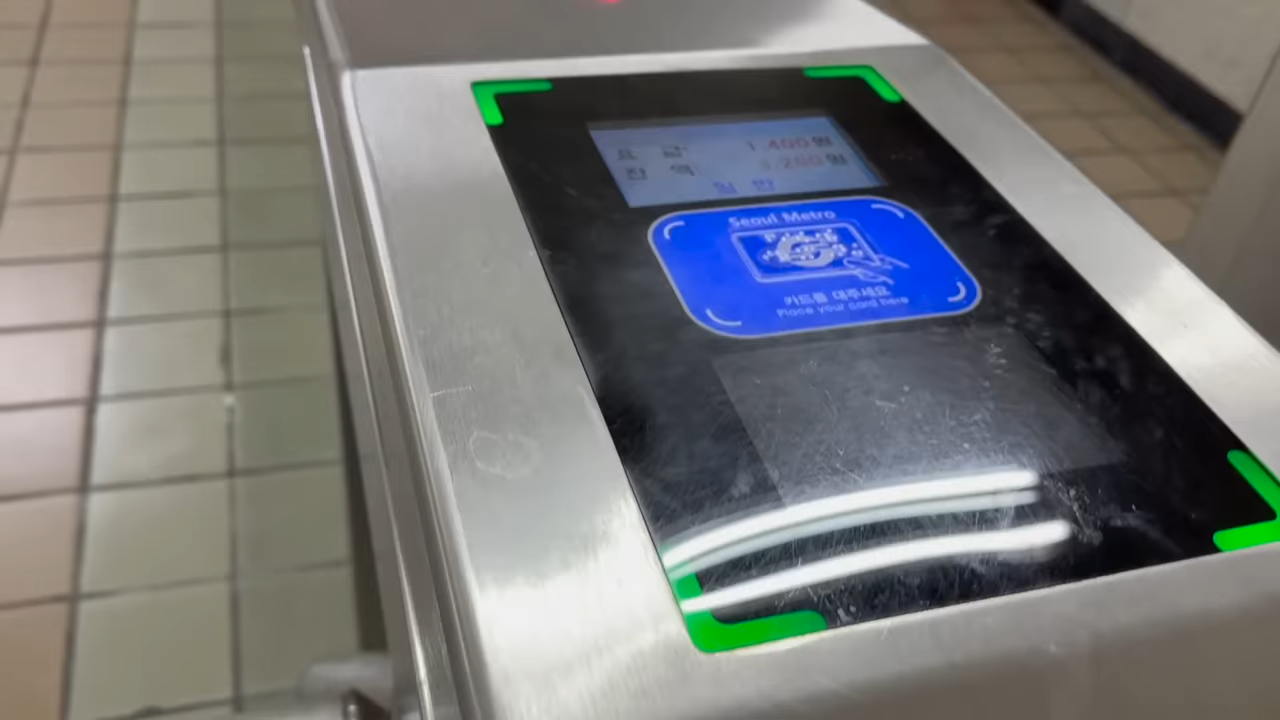 요 금 1,400원
잔 액 원
일 반
Seoul Metro
카드를 대주세요
Place your card here